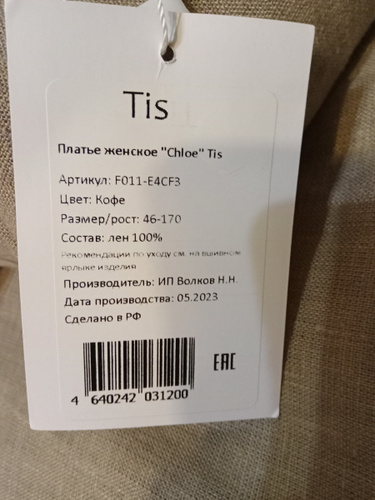 Tis
Платье женское "Chloe" Tis
Артикул: F011-E4CF3
Цвет: Кофе
Размер/рост: 46-170
Состав: лен 100%
Рекомендации по уходу см. на вшивном
ярлыке изделия
Производитель: ИП Волков Н.Н.
Дата производства: 05.2023
Сделано в РФ
EAC
4 640242 031200